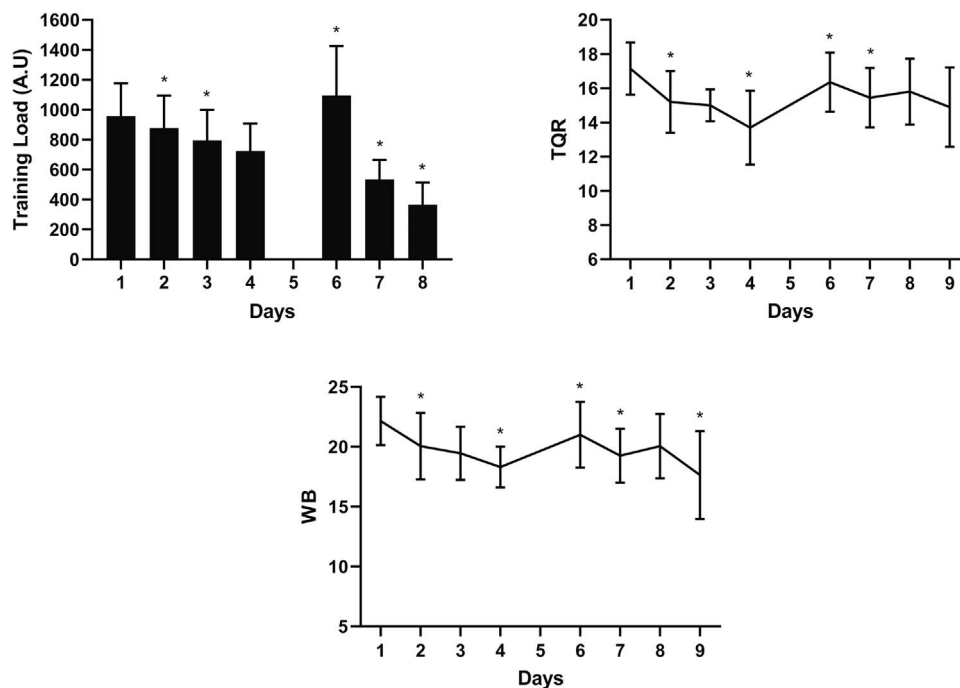 Training Load (A.U)
1600
1400
1200
1000
800
600
400
200
0
* * * * * *
1 2 3 4 5 6 7 8
Days
TQR
20
18
16
14
12
10
8
6
* * * *
1 2 3 4 5 6 7 8 9
Days
WB
25
20
15
10
5
* * * * *
1 2 3 4 5 6 7 8 9
Days